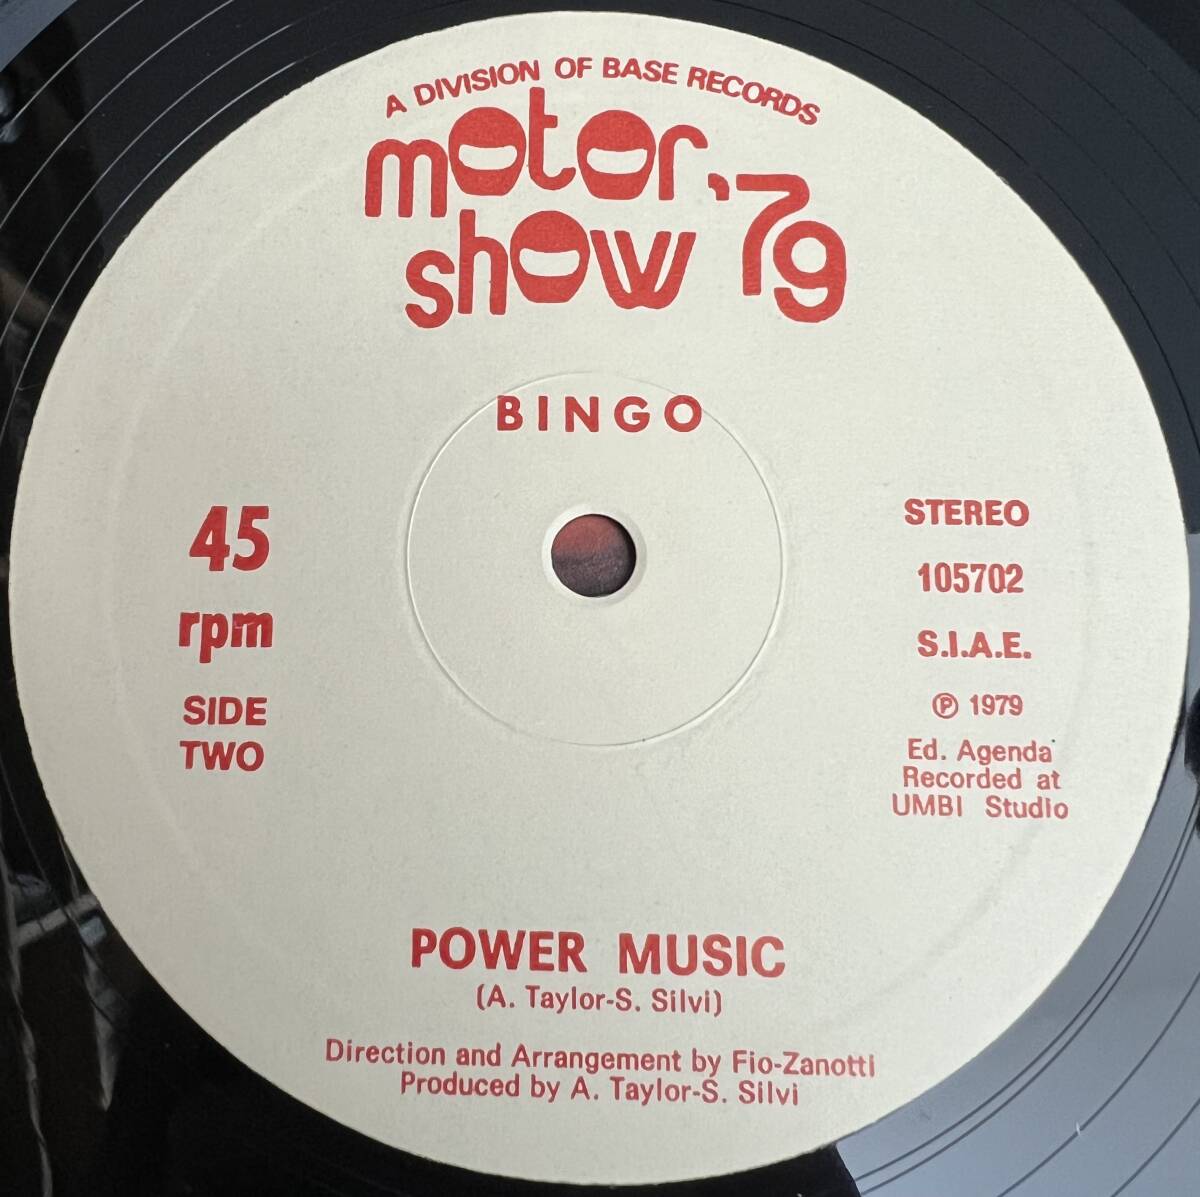 A DIVISION OF BASE RECORDS
motor
show '79
BINGO
45
rpm
SIDE
TWO
STEREO
105702
S.I.A.E.
℗ 1979
Ed. Agenda
Recorded at
UMBI Studio
POWER MUSIC
(A. Taylor-S. Silvi)
Direction and Arrangement by Fio-Zanotti
Produced by A. Taylor-S. Silvi